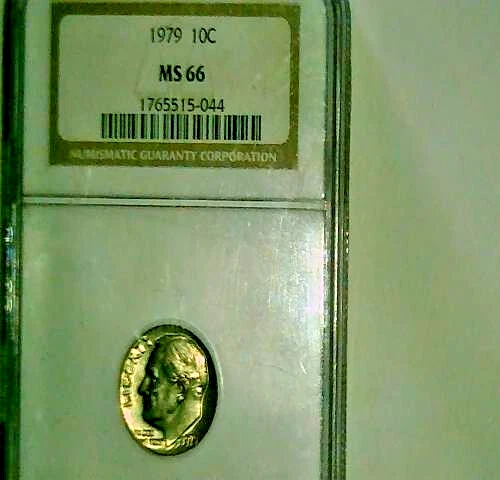 1979 10C
MS 66
1765515-044
NUMISMATIC GUARANTY CORPORATION